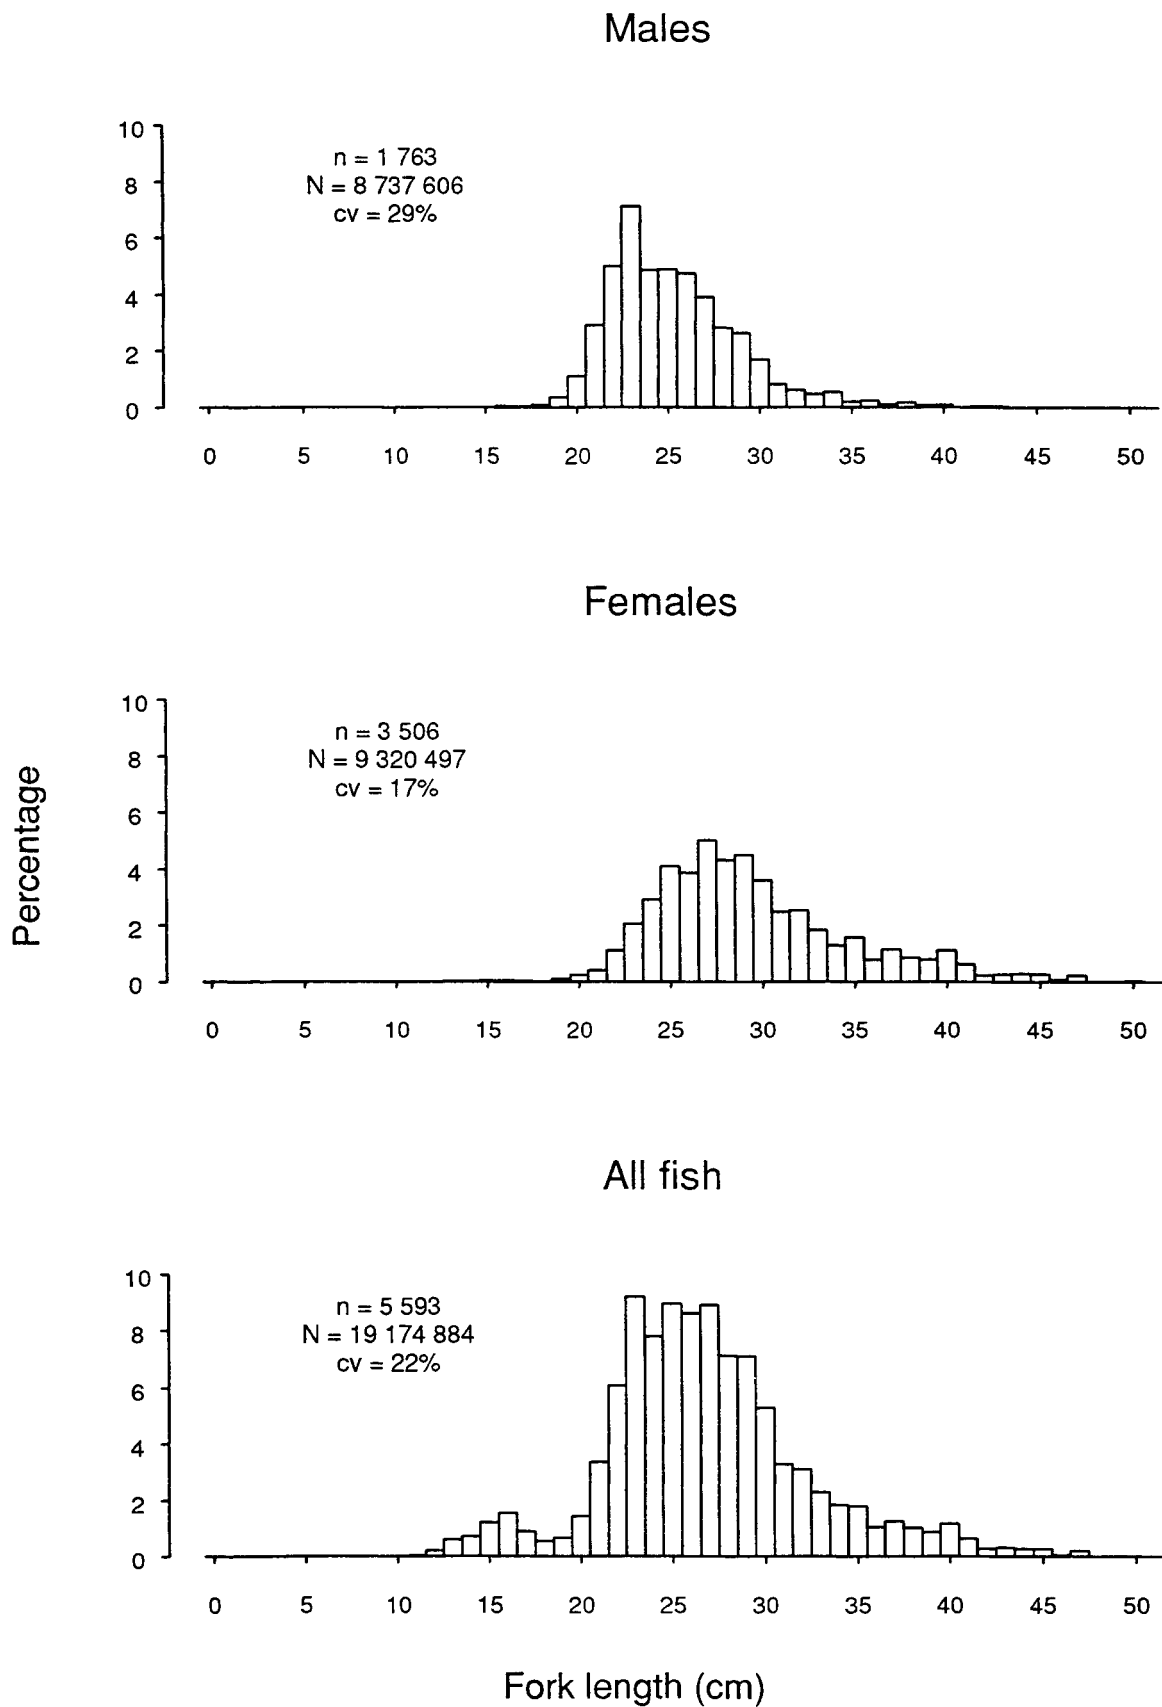 Males
10
n = 1 763
8
N = 8 737 606
cv = 29%
6
4
2
0
0 5 10 15 20 25 30 35 40 45 50
Females
10
n = 3 506
8
N = 9 320 497
cv = 17%
6
4
2
0
0 5 10 15 20 25 30 35 40 45 50
Percentage
All fish
10
n = 5 593
8
N = 19 174 884
cv = 22%
6
4
2
0
0 5 10 15 20 25 30 35 40 45 50
Fork length (cm)